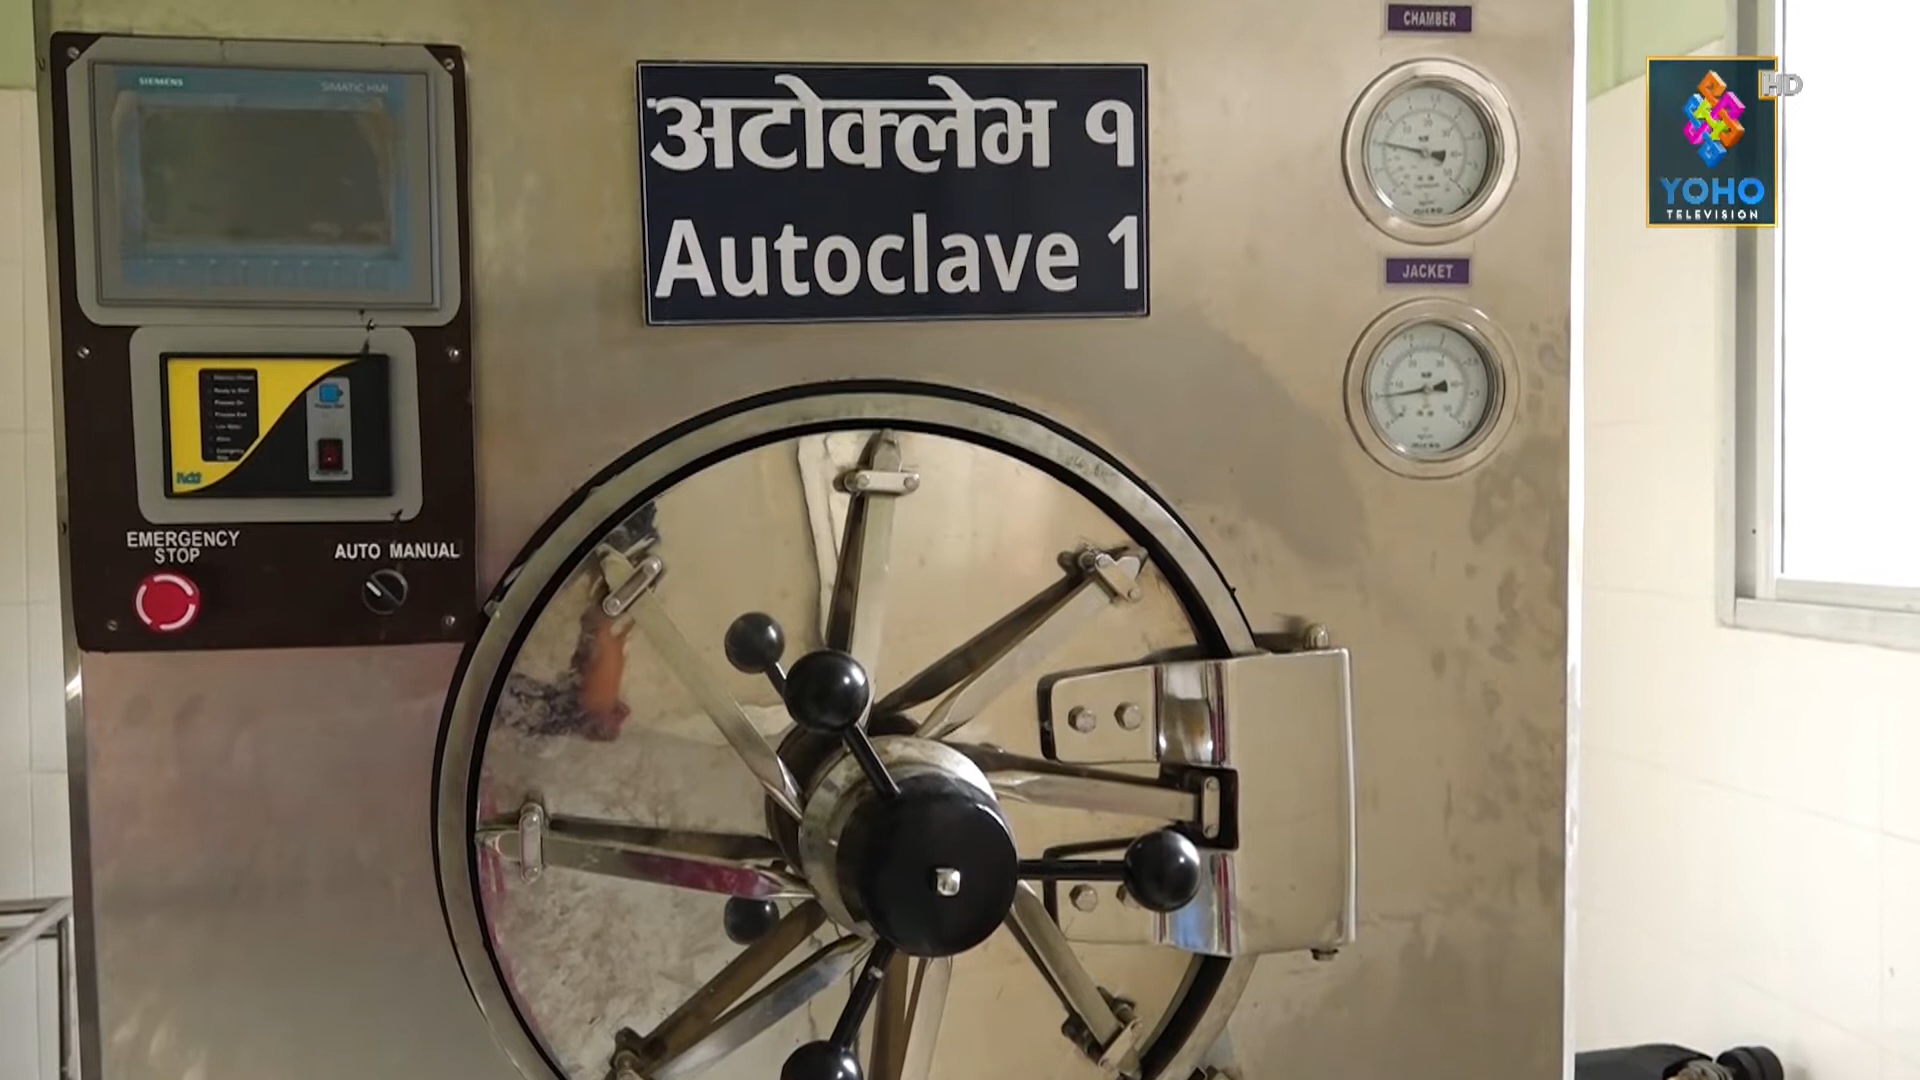 SIEMENS
SIMATIC HMI
अटोक्लेभ १
Autoclave 1
CHAMBER
HD
YOHO
TELEVISION
JACKET
EMERGENCY
STOP
AUTO MANUAL